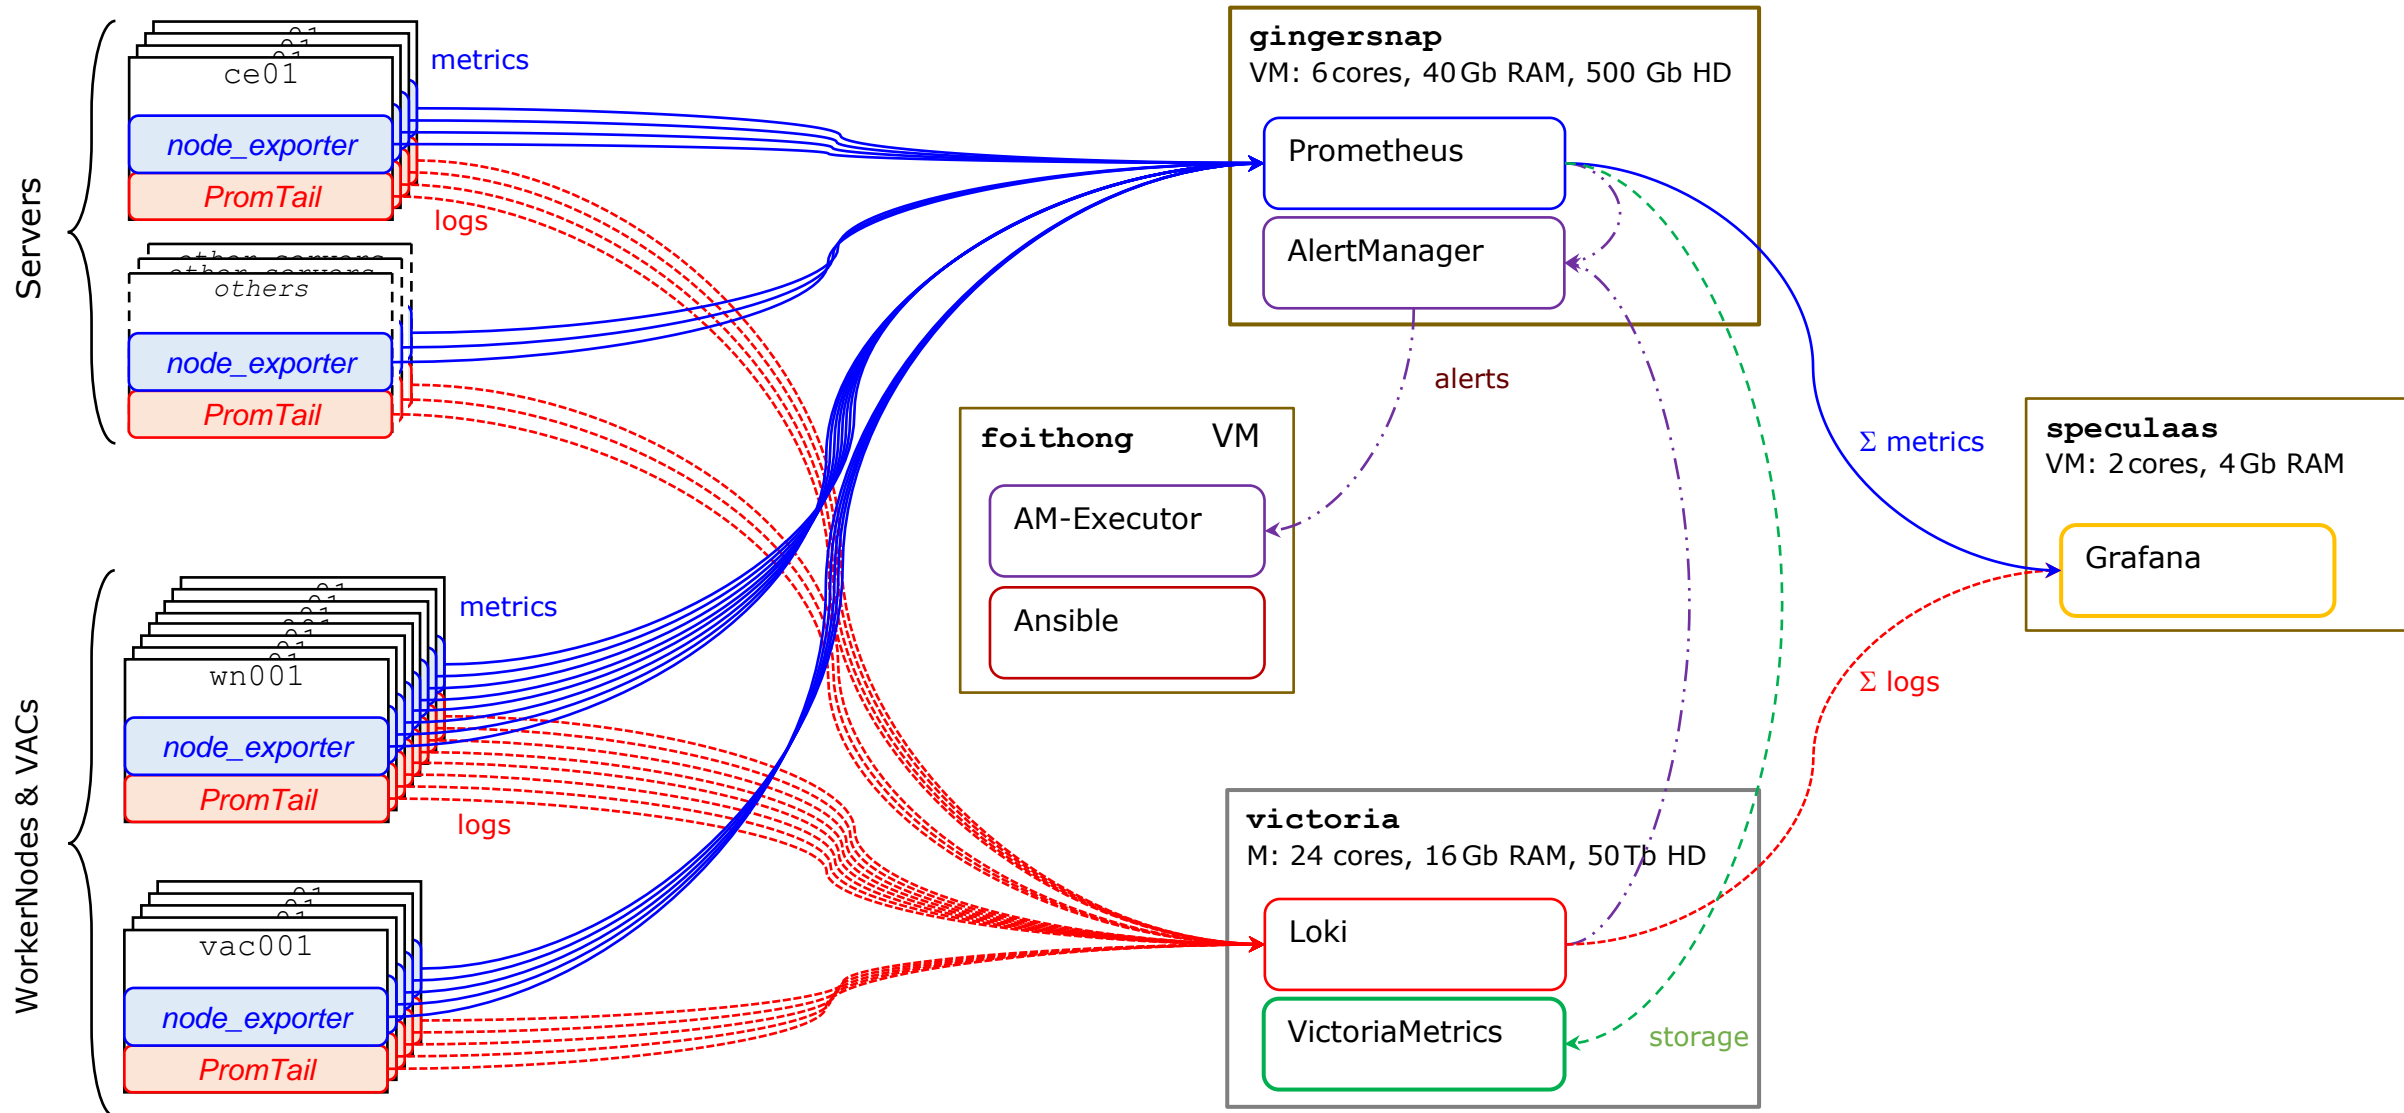 Servers
ce01
node_exporter
PromTail
metrics
logs
others
node_exporter
PromTail
WorkerNodes & VACs
wn001
node_exporter
PromTail
metrics
logs
vac001
node_exporter
PromTail
gingersnap
VM: 6 cores, 40 Gb RAM, 500 Gb HD
Prometheus
AlertManager
alerts
foithong VM
AM-Executor
Ansible
victoria
M: 24 cores, 16 Gb RAM, 50 Tb HD
Loki
VictoriaMetrics
storage
Σ metrics
Σ logs
speculaas
VM: 2 cores, 4 Gb RAM
Grafana